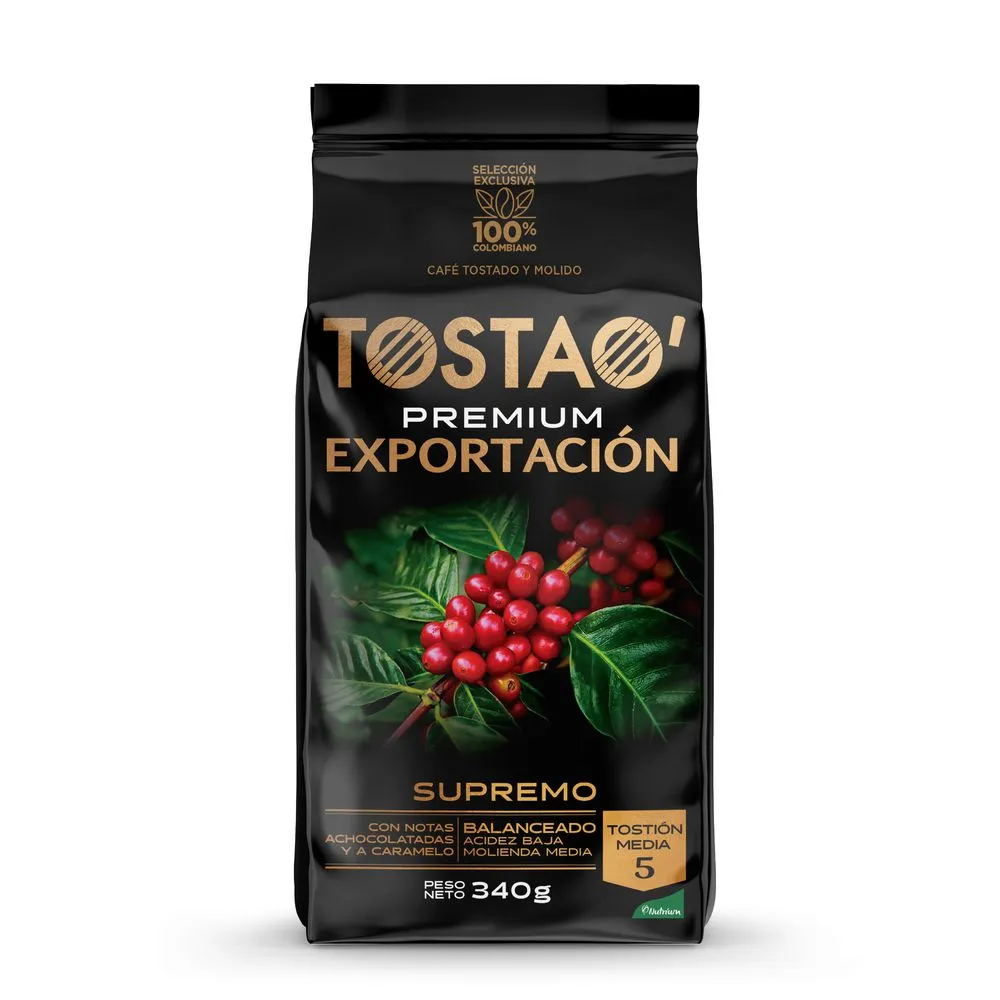 SELECCIÓN
EXCLUSIVA
100%
COLOMBIANO
CAFÉ TOSTADO Y MOLIDO
TOSTAO'
PREMIUM
EXPORTACIÓN
SUPREMO
CON NOTAS
ACHOCOLATADAS
Y A CARAMELO
BALANCEADO
ACIDEZ BAJA
MOLIENDA MEDIA
TOSTIÓN
MEDIA
5
PESO
NETO 340g
Nutrium